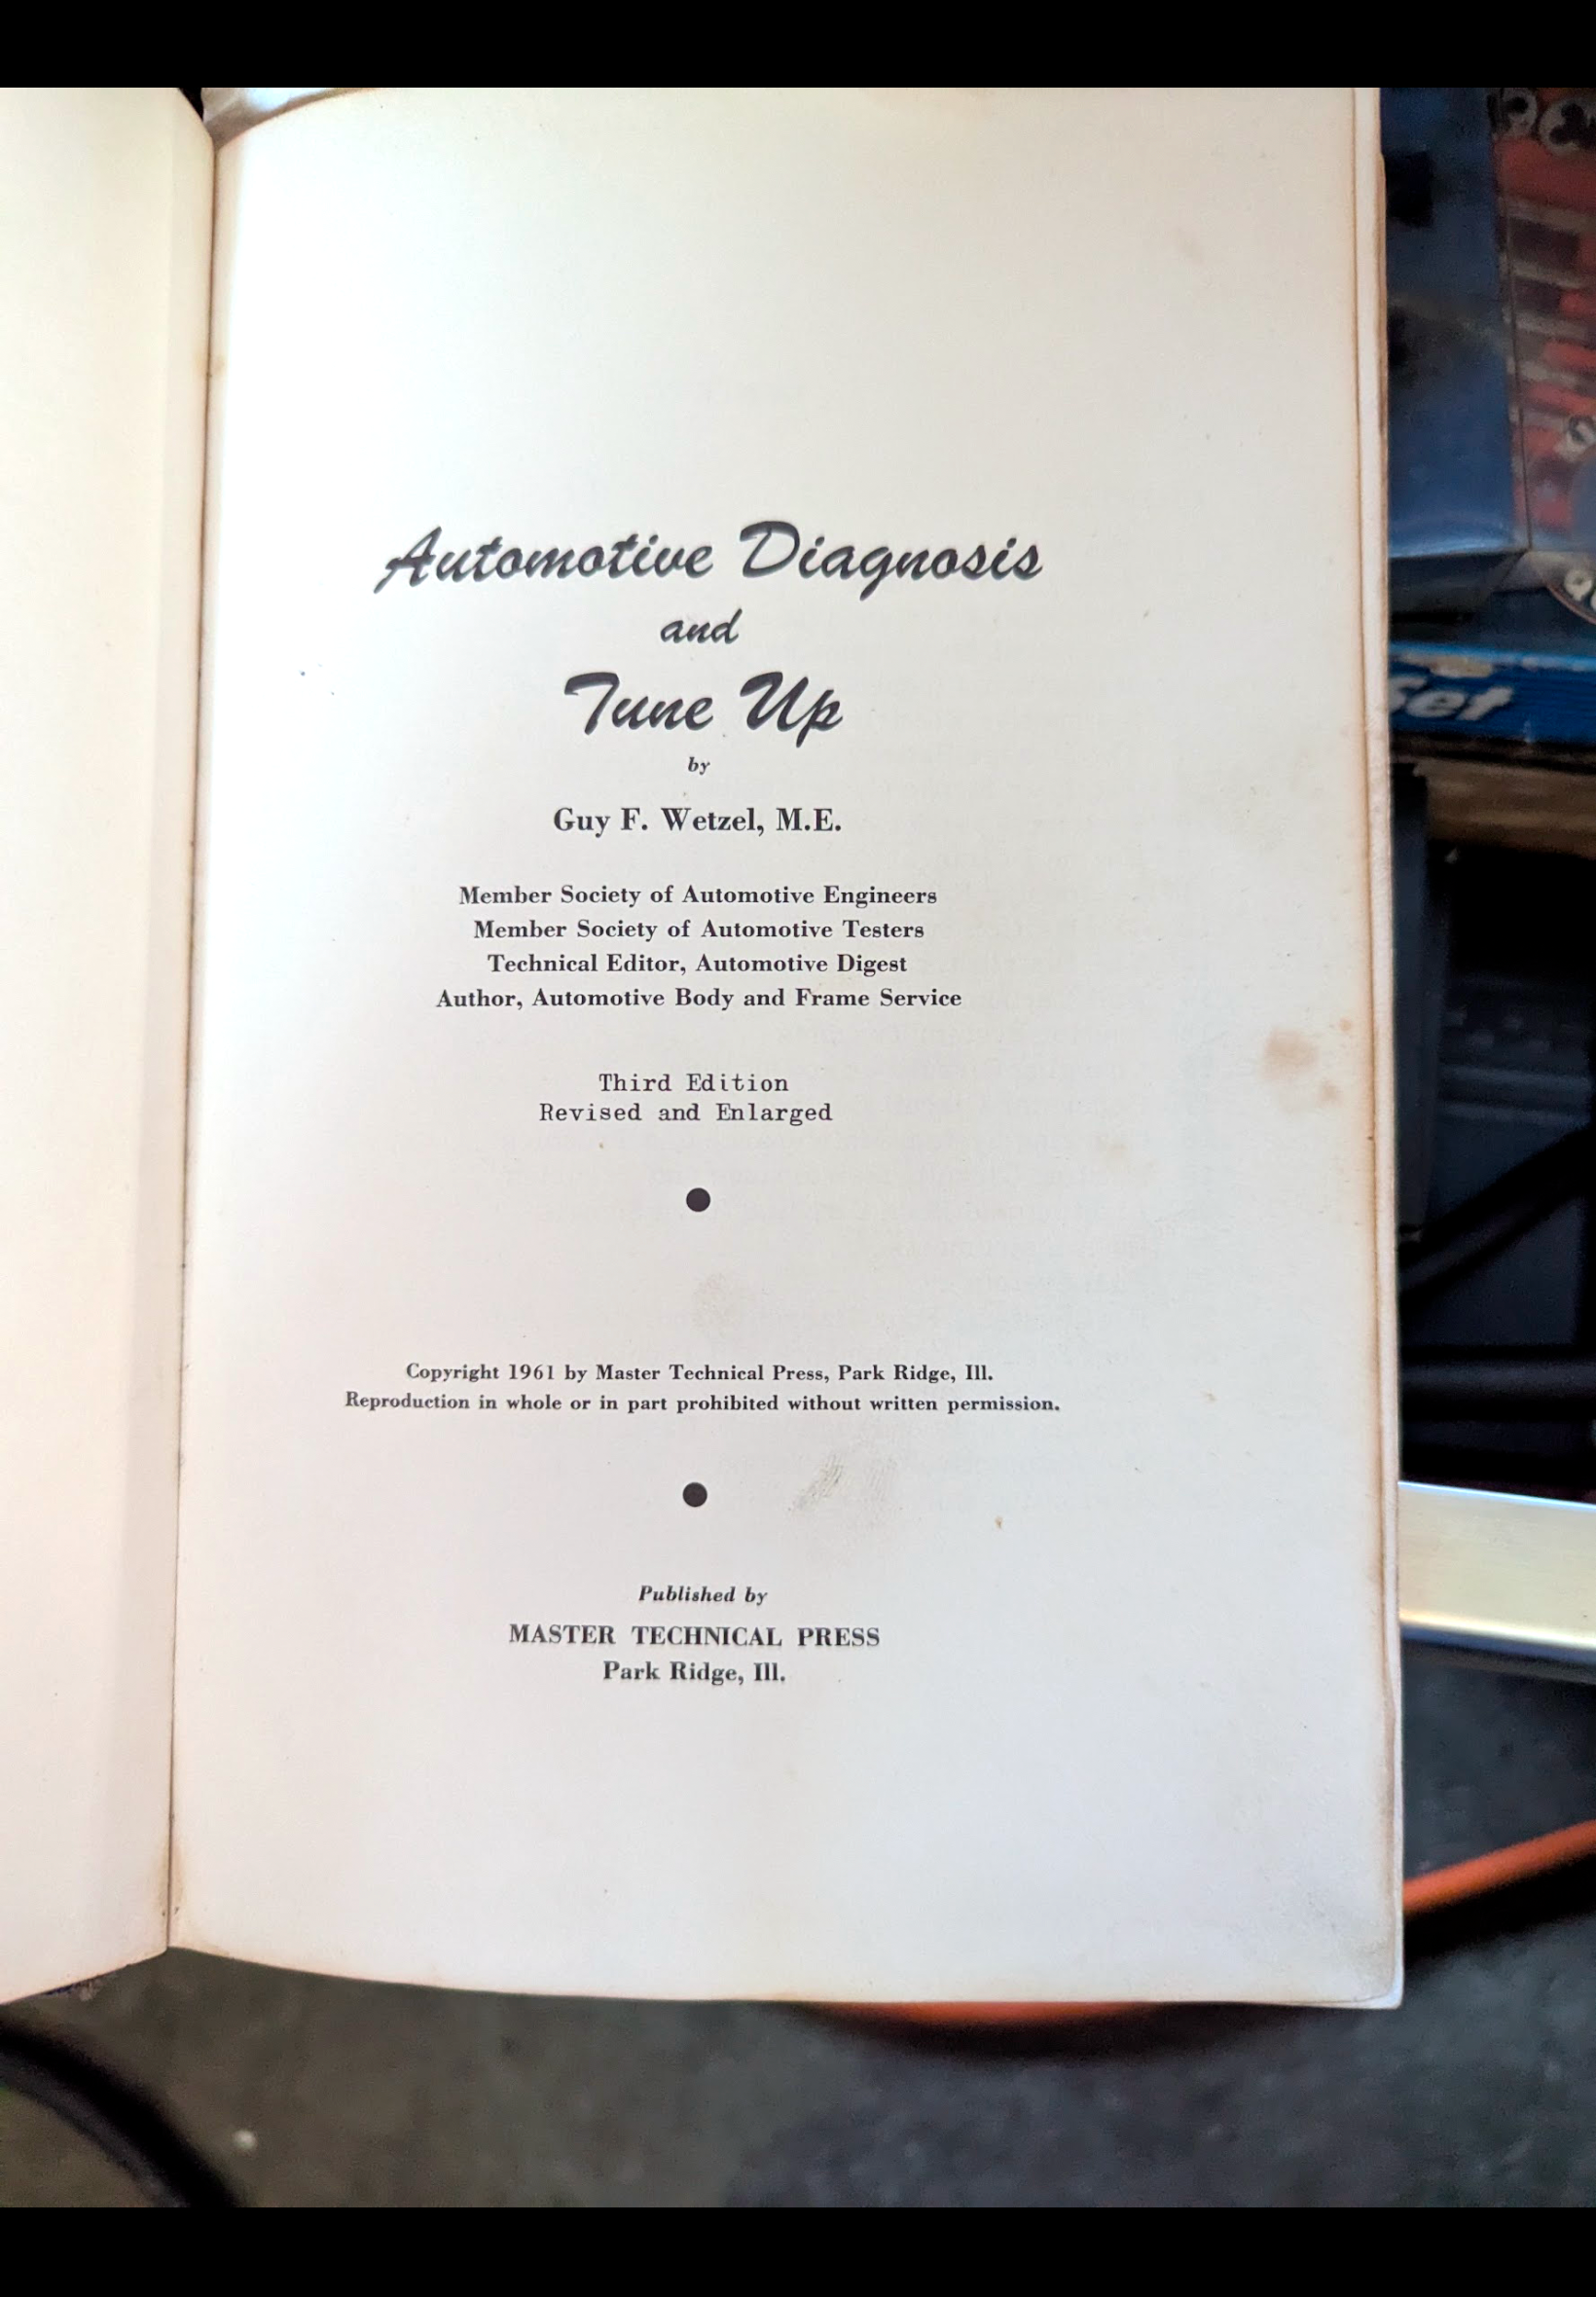 Automotive Diagnosis
and
Tune Up
by
Guy F. Wetzel, M.E.
Member Society of Automotive Engineers
Member Society of Automotive Testers
Technical Editor, Automotive Digest
Author, Automotive Body and Frame Service
Third Edition
Revised and Enlarged
Copyright 1961 by Master Technical Press, Park Ridge, Ill.
Reproduction in whole or in part prohibited without written permission.
Published by
MASTER TECHNICAL PRESS
Park Ridge, Ill.
Set